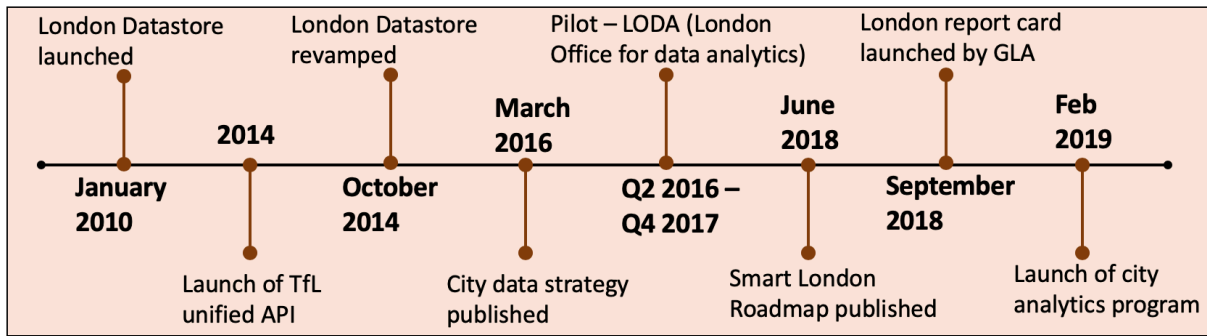 London Datastore
launched
London Datastore
revamped
Pilot – LODA (London
Office for data analytics)
London report card
launched by GLA
2014
March
2016
June
2018
Feb
2019
January
2010
October
2014
Q2 2016 –
Q4 2017
September
2018
Launch of TfL
unified API
City data strategy
published
Smart London
Roadmap published
Launch of city
analytics program